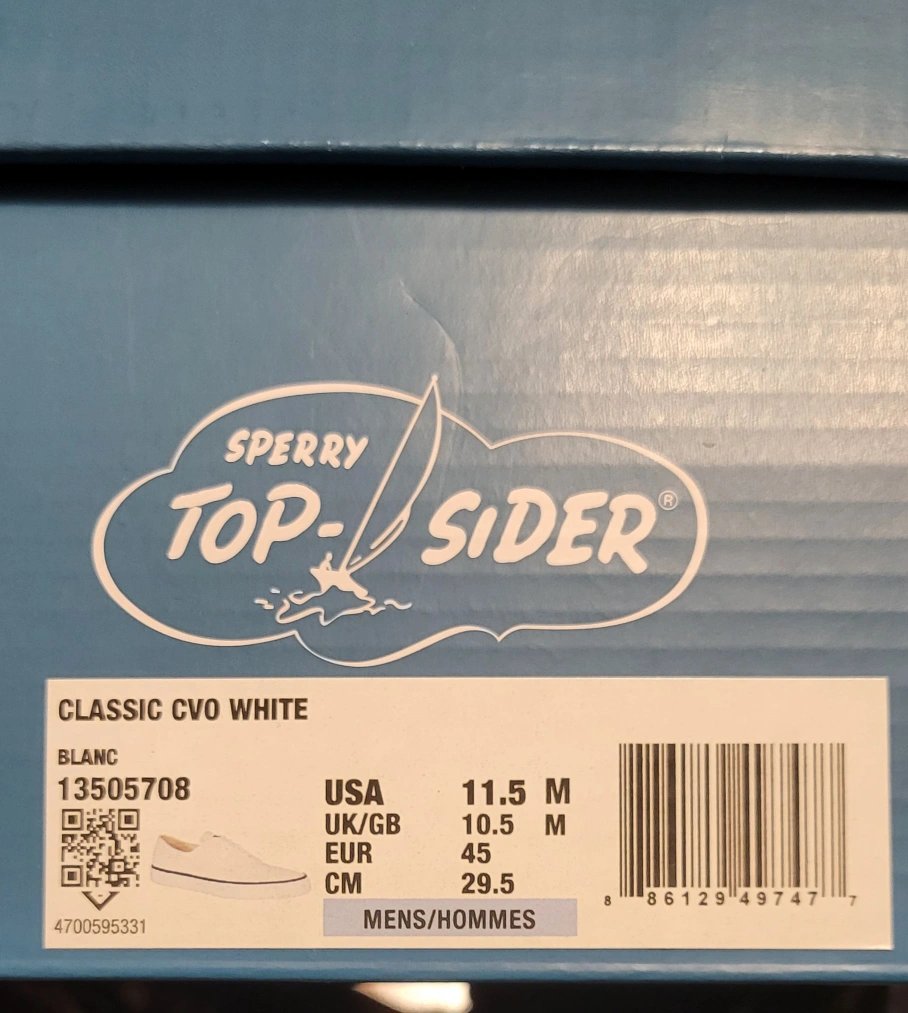 SPERRY
TOP-SIDER®
CLASSIC CVO WHITE
BLANC
13505708
USA 11.5 M
UK/GB 10.5 M
EUR 45
CM 29.5
MENS/HOMMES
4700595331
8 86129 49747 7